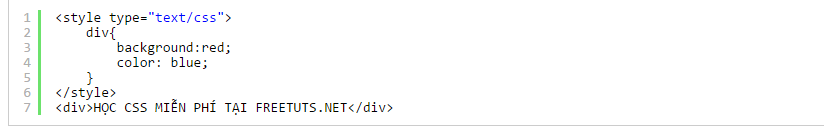 1 <style type="text/css">
2 div{
3 background:red;
4 color: blue;
5 }
6 </style>
7 <div>HỌC CSS MIỄN PHÍ TẠI FREETUTS.NET</div>